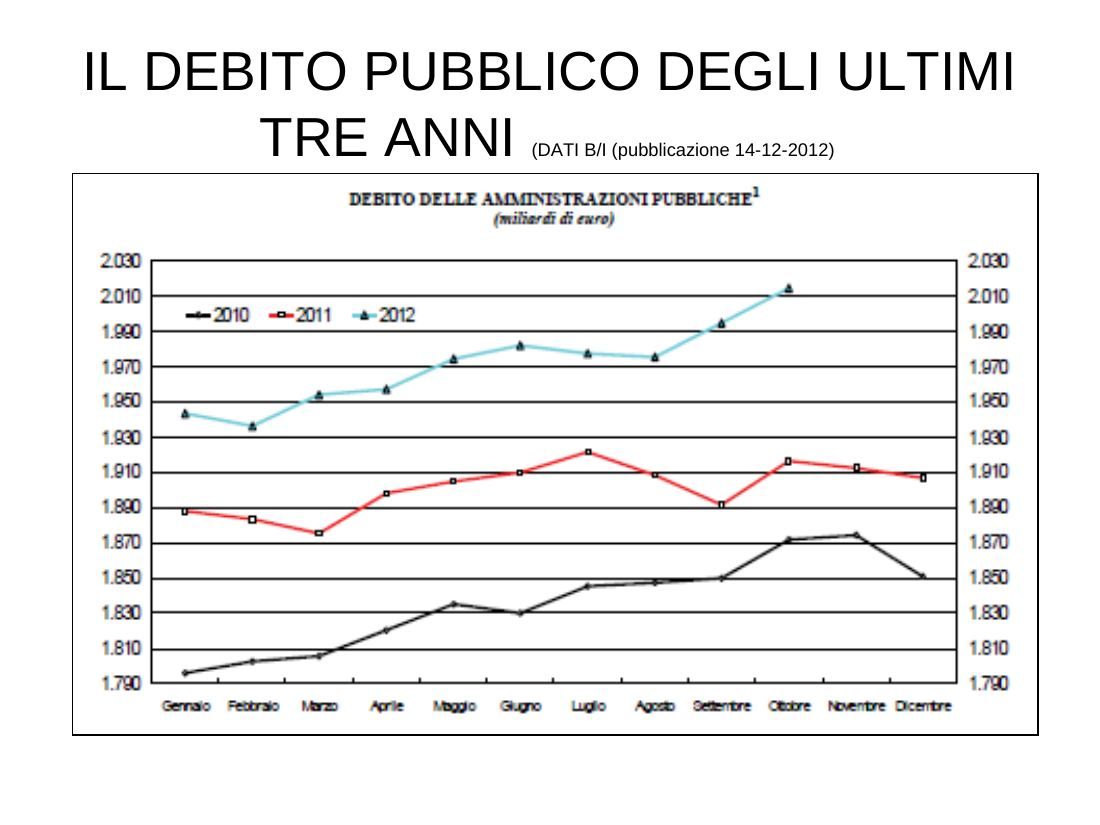 IL DEBITO PUBBLICO DEGLI ULTIMI
TRE ANNI (DATI B/I (pubblicazione 14-12-2012)
DEBITO DELLE AMMINISTRAZIONI PUBBLICHE1
(miliardi di euro)
2.030 2.030
2.010 2.010
2010 2011 2012
1.990 1.990
1.970 1.970
1.950 1.950
1.930 1.930
1.910 1.910
1.890 1.890
1.870 1.870
1.850 1.850
1.830 1.830
1.810 1.810
1.790 1.790
Gennaio Febbraio Marzo Aprile Maggio Giugno Luglio Agosto Settembre Ottobre Novembre Dicembre